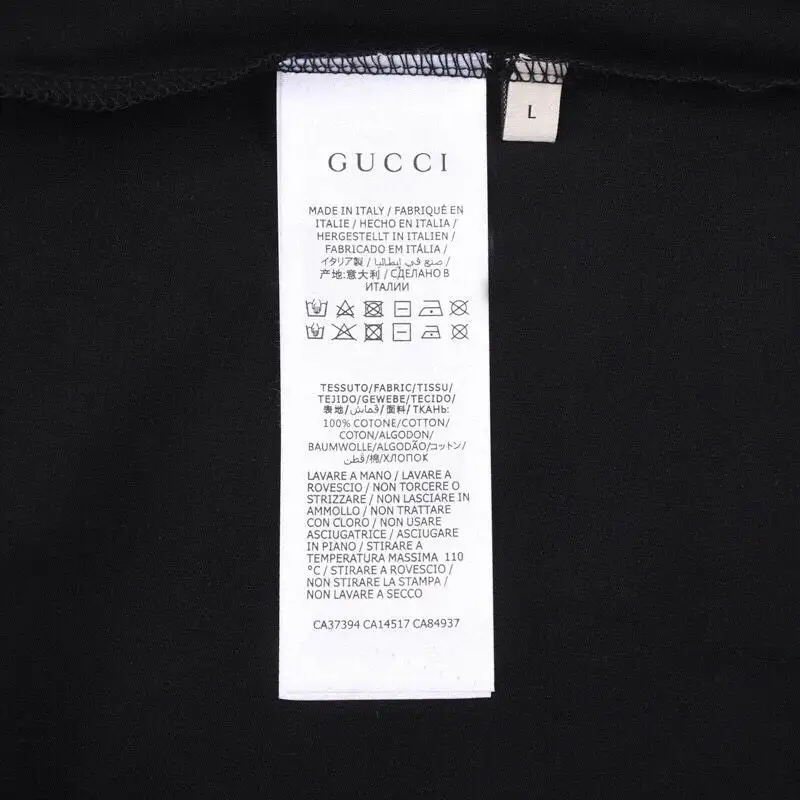 GUCCI
L
MADE IN ITALY / FABRIQUÉ EN
ITALIE / HECHO EN ITALIA /
HERGESTELLT IN ITALIEN /
FABRICADO EM ITÁLIA /
イタリア製 / صنع في إيطاليا /
产地:意大利 / СДЕЛАНО В
ИТАЛИИ
TESSUTO/FABRIC/TISSU/
TEJIDO/GEWEBE/TECIDO/
表地/قماش/面料/ТКАНЬ:
100% COTONE/COTTON/
COTON/ALGODON/
BAUMWOLLE/ALGODÃO/コットン/
قطن/棉/ХЛОПОК
LAVARE A MANO / LAVARE A
ROVESCIO / NON TORCERE O
STRIZZARE / NON LASCIARE IN
AMMOLLO / NON TRATTARE
CON CLORO / NON USARE
ASCIUGATRICE / ASCIUGARE
IN PIANO / STIRARE A
TEMPERATURA MASSIMA 110
°C / STIRARE A ROVESCIO /
NON STIRARE LA STAMPA /
NON LAVARE A SECCO
CA37394 CA14517 CA84937